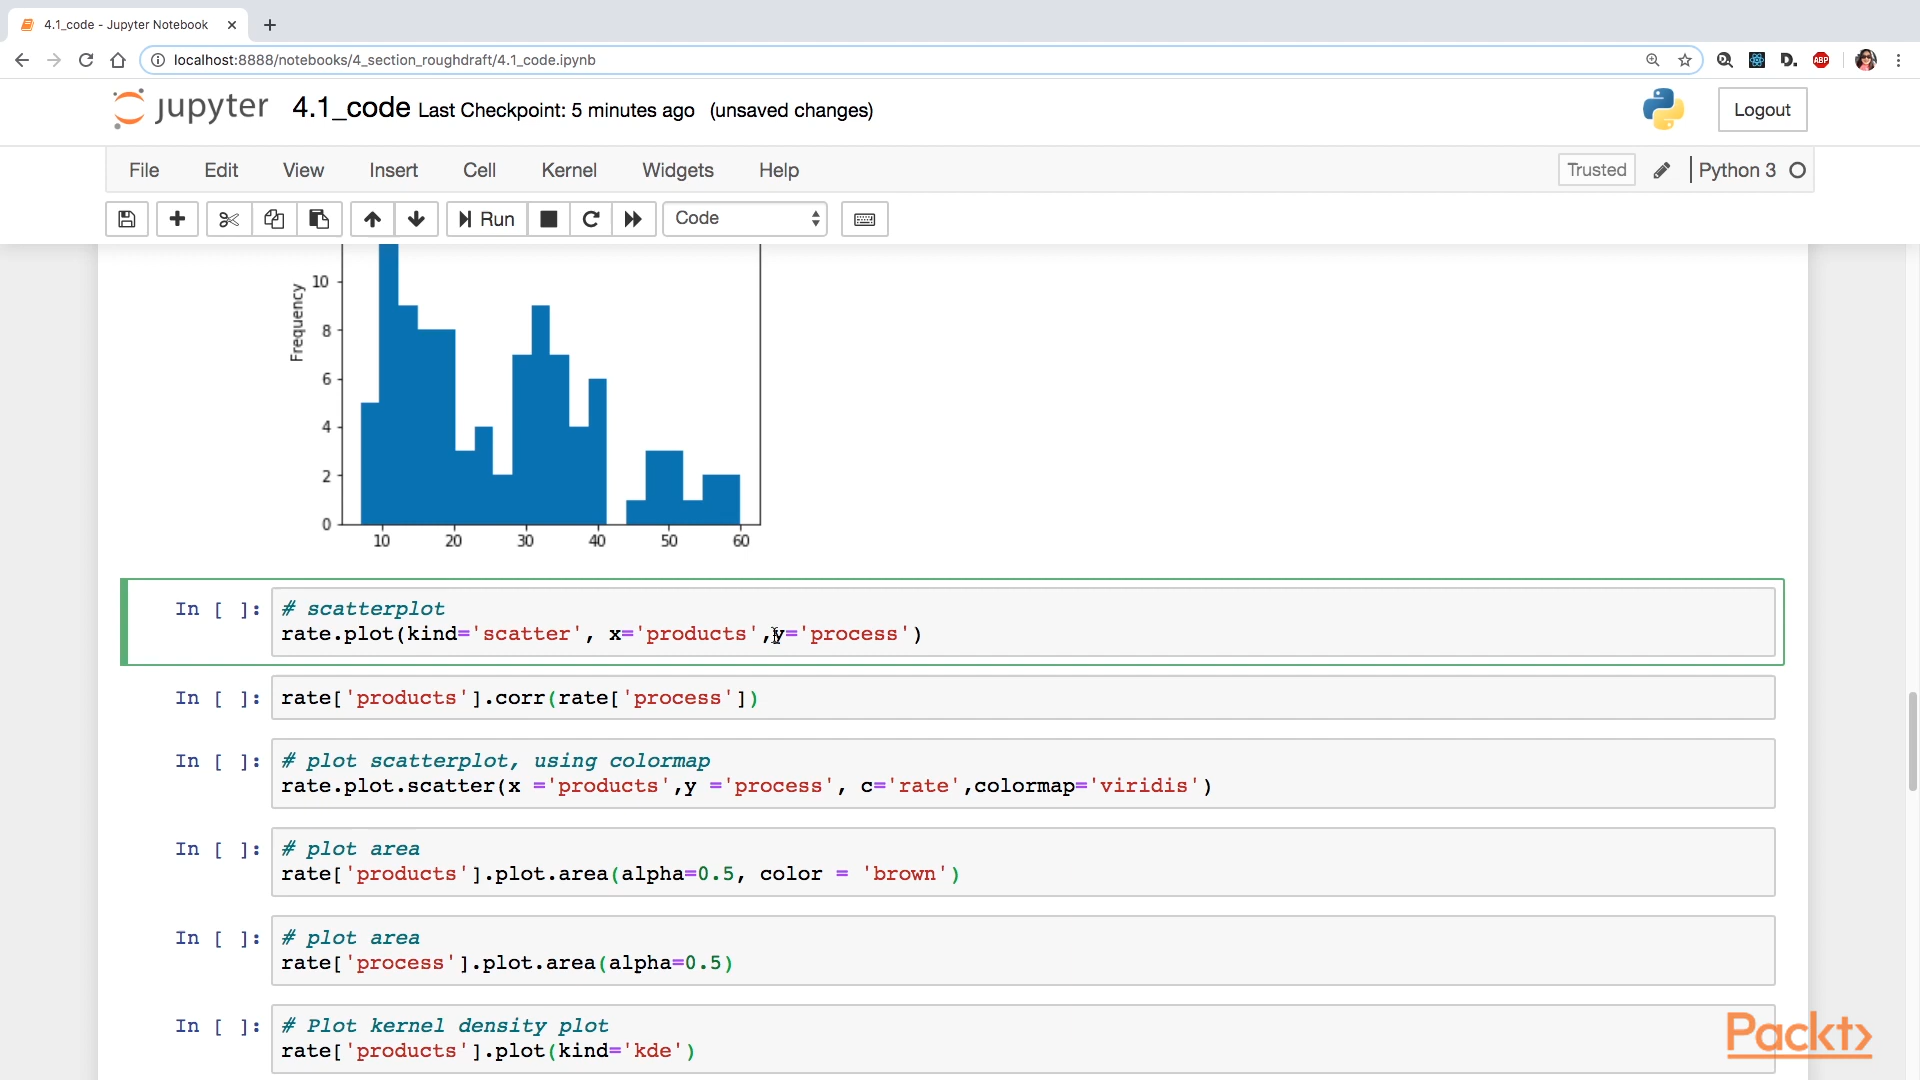 4.1_code - Jupyter Notebook
localhost:8888/notebooks/4_section_roughdraft/4.1_code.ipynb
D.
ABP
jupyter 4.1_code Last Checkpoint: 5 minutes ago (unsaved changes)
Logout
File Edit View Insert Cell Kernel Widgets Help
Trusted
Python 3
Run
Code
Frequency
10
8
6
4
2
0
10 20 30 40 50 60
In [ ]: # scatterplot
rate.plot(kind='scatter', x='products',y='process')
In [ ]: rate['products'].corr(rate['process'])
In [ ]: # plot scatterplot, using colormap
rate.plot.scatter(x ='products',y ='process', c='rate',colormap='viridis')
In [ ]: # plot area
rate['products'].plot.area(alpha=0.5, color = 'brown')
In [ ]: # plot area
rate['process'].plot.area(alpha=0.5)
In [ ]: # Plot kernel density plot
rate['products'].plot(kind='kde')
Packt>